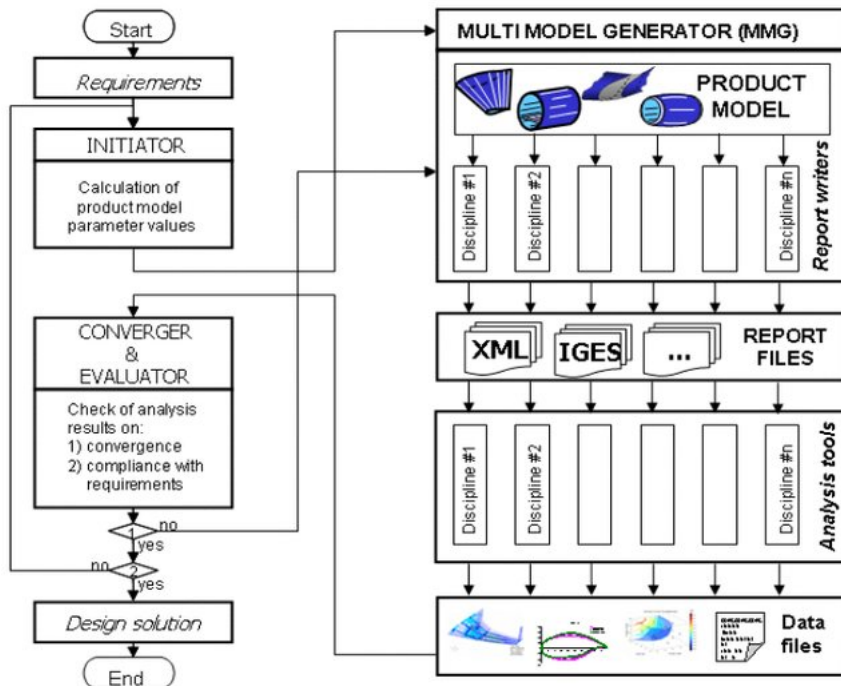 Start
Requirements
INITIATOR
Calculation of
product model
parameter values
CONVERGER
&
EVALUATOR
Check of analysis
results on:
1) convergence
2) compliance with
requirements
1
no
yes
no
2
yes
Design solution
End
MULTI MODEL GENERATOR (MMG)
PRODUCT
MODEL
Discipline #1
Discipline #2
Discipline #n
Report writers
XML
IGES
...
REPORT
FILES
Discipline #1
Discipline #2
Discipline #n
Analysis tools
Data
files